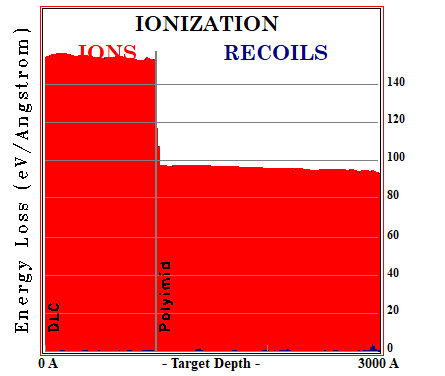 IONIZATION
IONS RECOILS
Energy Loss (eV/Angstrom)
140
120
100
80
60
40
20
0
DLC
Polyimid
0 A - Target Depth - 3000 A